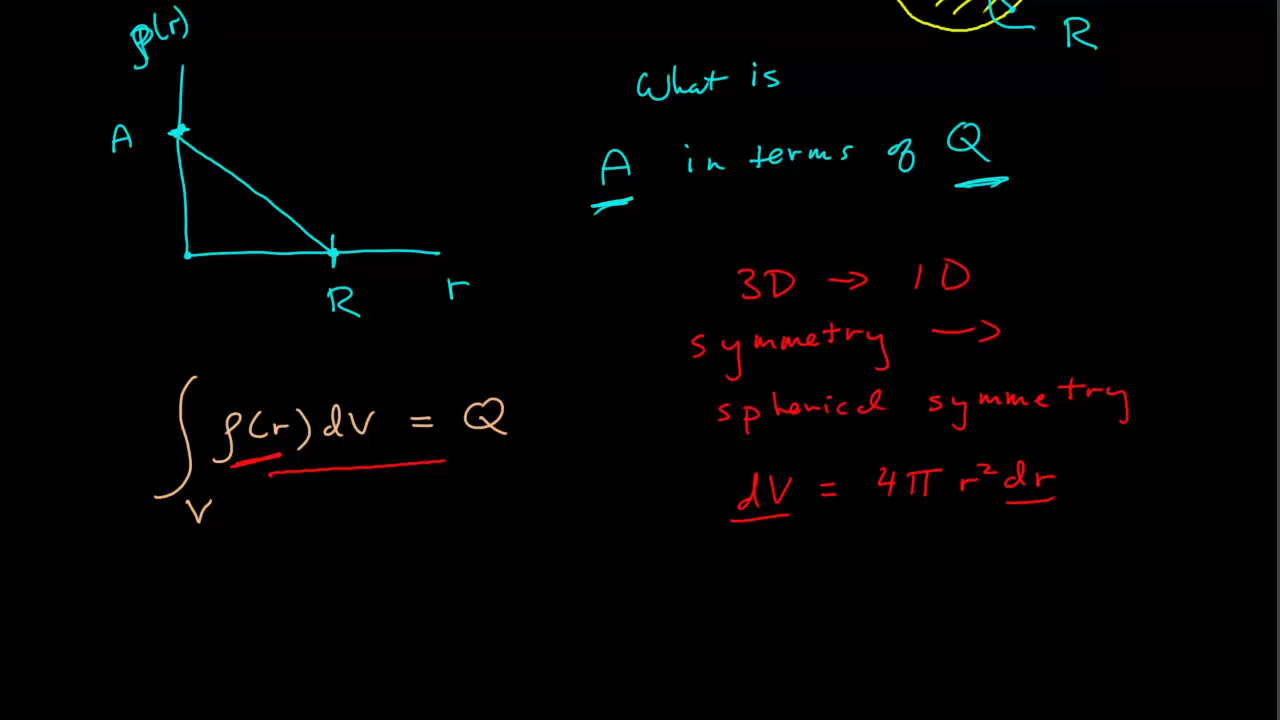 ρ(r)
R
What is
A
A in terms of Q
3D → 1D
R
r
symmetry →
spherical symmetry
∫ᵥ ρ(r) dV = Q
dV = 4π r² dr